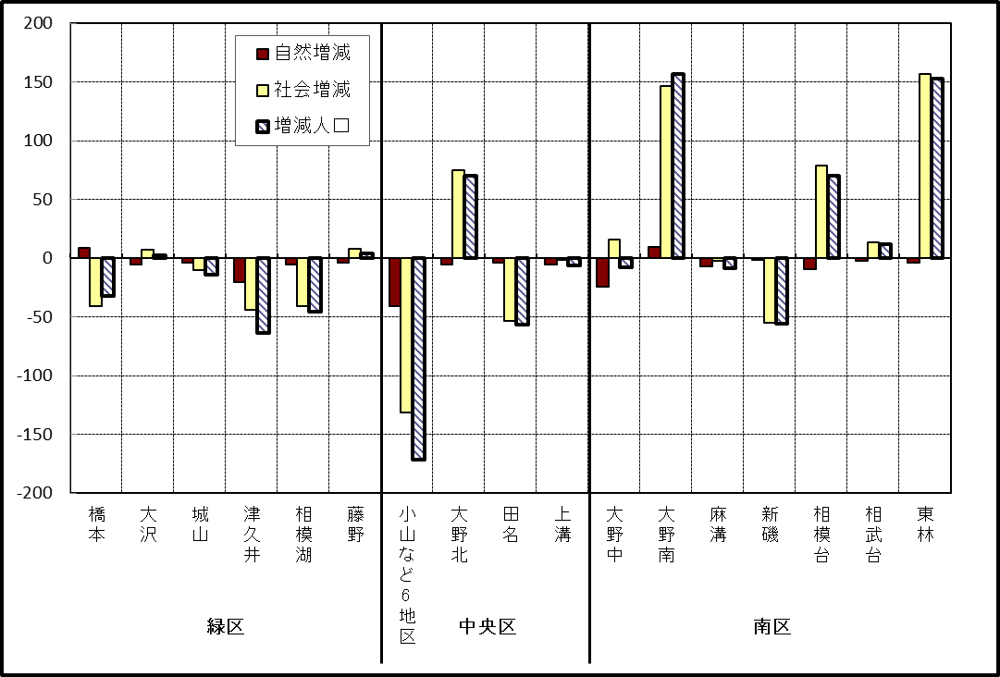 200
150
100
50
0
-50
-100
-150
-200
自然増減
社会増減
増減人口
橋本
大沢
城山
津久井
相模湖
藤野
小山など6地区
大野北
田名
上溝
大野中
大野南
麻溝
新磯
相模台
相武台
東林
緑区
中央区
南区